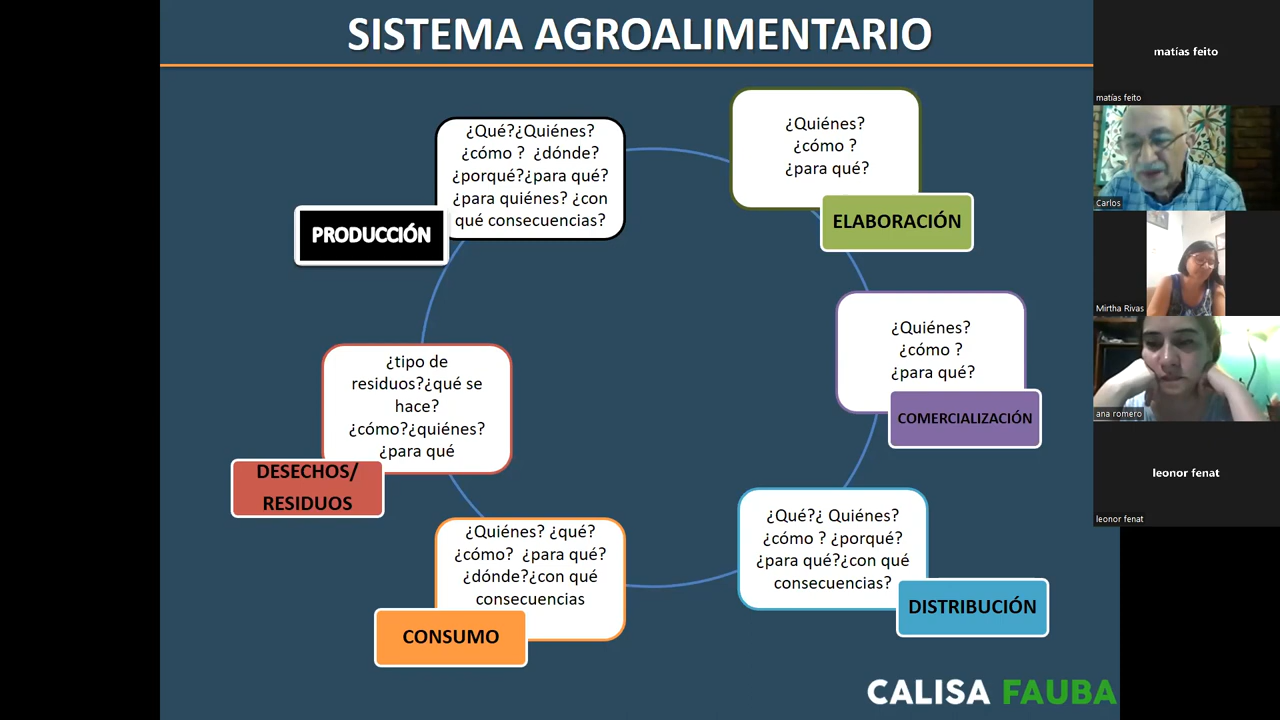 SISTEMA AGROALIMENTARIO
¿Qué?¿Quiénes?
¿cómo ? ¿dónde?
¿porqué?¿para qué?
¿para quiénes? ¿con
qué consecuencias?
PRODUCCIÓN
¿Quiénes?
¿cómo ?
¿para qué?
ELABORACIÓN
¿Quiénes?
¿cómo ?
¿para qué?
COMERCIALIZACIÓN
¿Qué?¿ Quiénes?
¿cómo ? ¿porqué?
¿para qué?¿con qué
consecuencias?
DISTRIBUCIÓN
¿Quiénes? ¿qué?
¿cómo? ¿para qué?
¿dónde?¿con qué
consecuencias
CONSUMO
¿tipo de
residuos?¿qué se
hace?
¿cómo?¿quiénes?
¿para qué
DESECHOS/
RESIDUOS
CALISA FAUBA
matías feito
matías feito
Carlos
Mirtha Rivas
ana romero
leonor fenat
leonor fenat